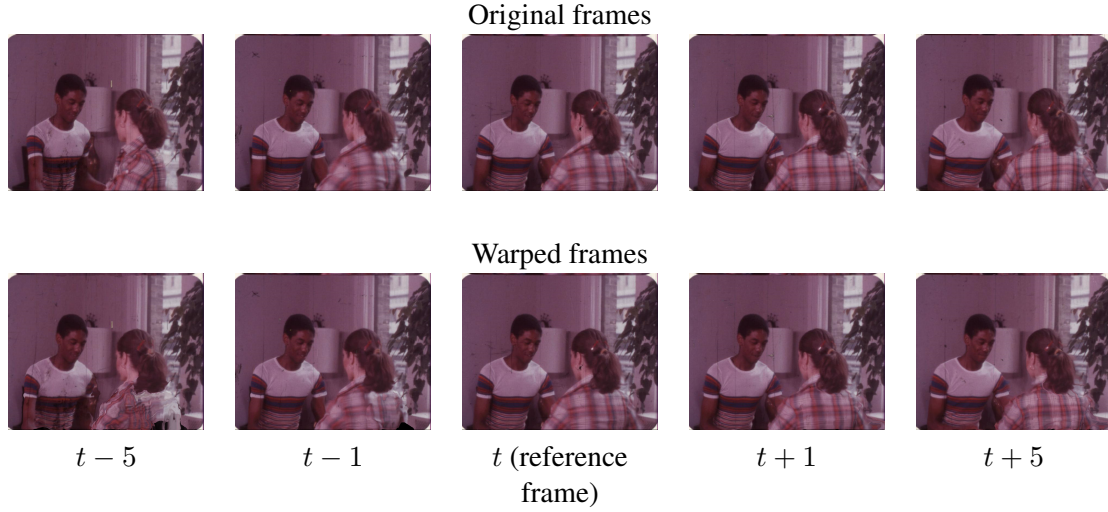 Original frames
Warped frames
t − 5
t − 1
t (reference
frame)
t + 1
t + 5